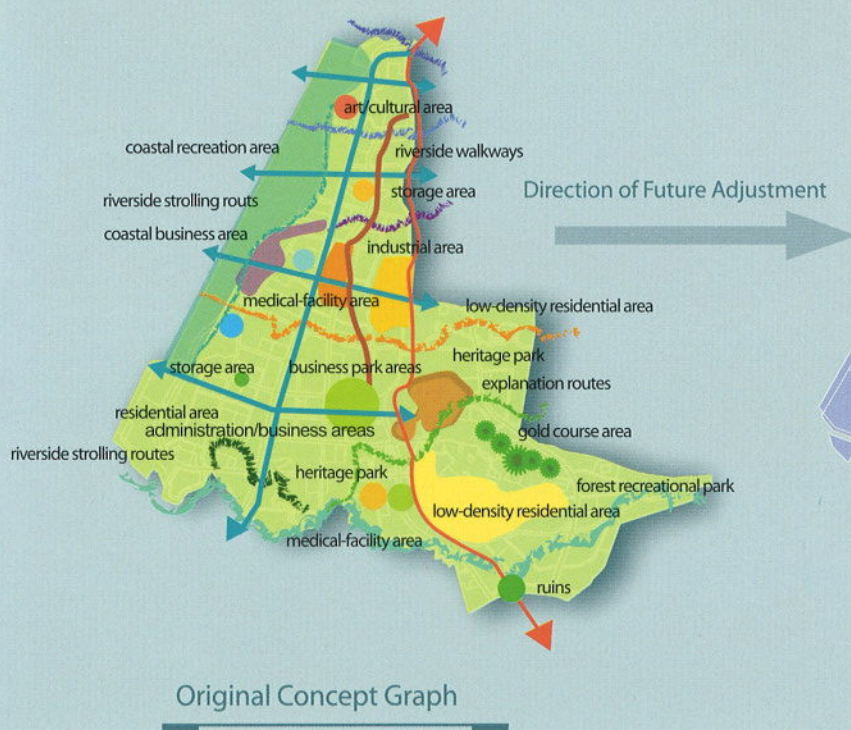 art/cultural area
coastal recreation area
riverside walkways
storage area
riverside strolling routs
Direction of Future Adjustment
coastal business area
industrial area
medical-facility area
low-density residential area
heritage park
storage area
business park areas
explanation routes
residential area
administration/business areas
gold course area
riverside strolling routes
heritage park
forest recreational park
low-density residential area
medical-facility area
ruins
Original Concept Graph